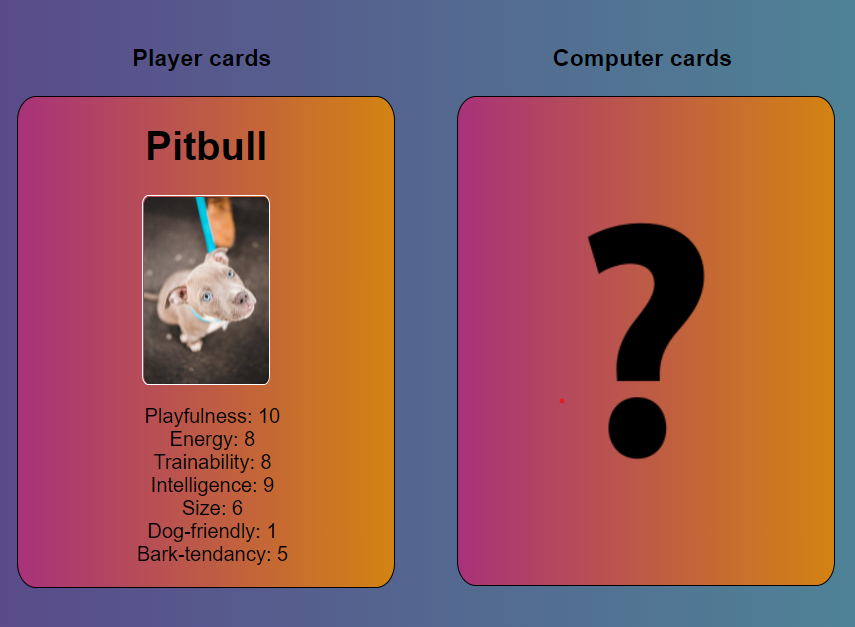 Player cards
Computer cards
Pitbull
?
Playfulness: 10
Energy: 8
Trainability: 8
Intelligence: 9
Size: 6
Dog-friendly: 1
Bark-tendancy: 5